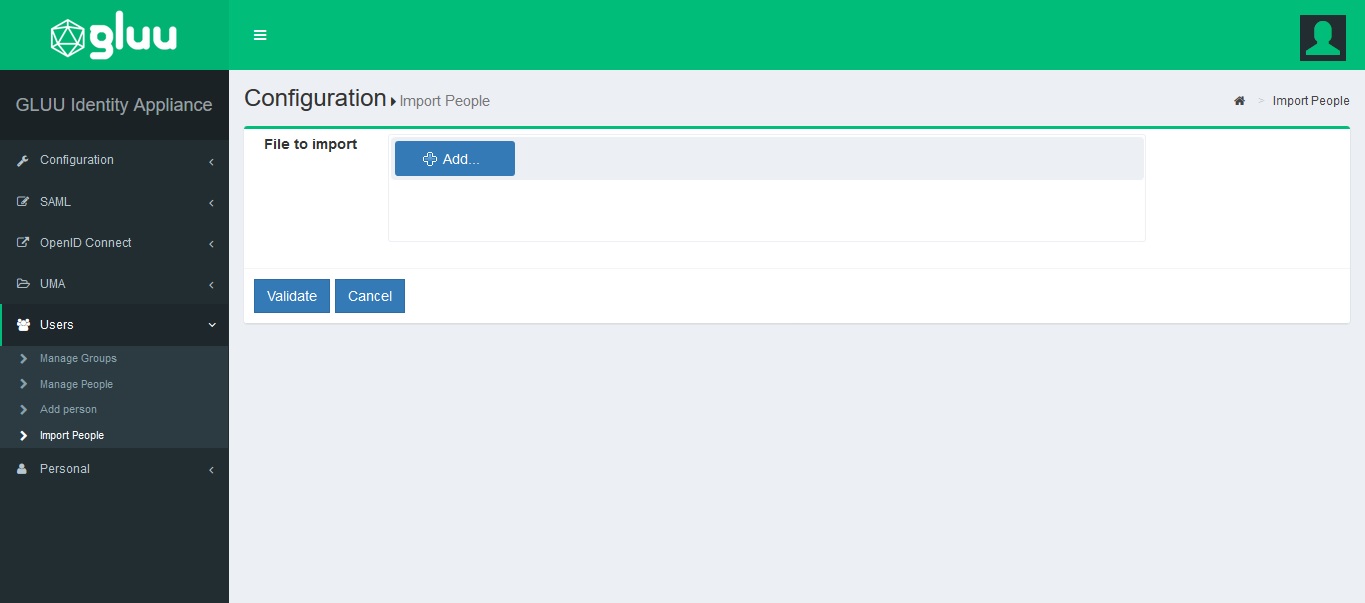 gluu
GLUU Identity Appliance
Configuration
SAML
OpenID Connect
UMA
Users
Manage Groups
Manage People
Add person
Import People
Personal
Configuration Import People
> Import People
File to import
Add...
Validate Cancel